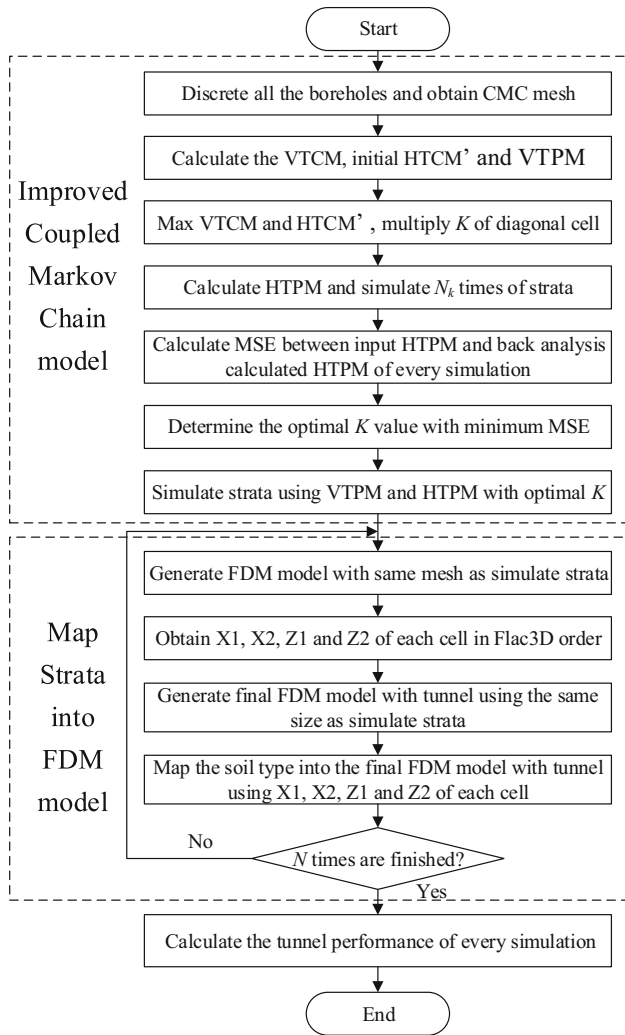 Start
Improved
Coupled
Markov
Chain
model
Discrete all the boreholes and obtain CMC mesh
Calculate the VTCM, initial HTCM’ and VTPM
Max VTCM and HTCM’ , multiply K of diagonal cell
Calculate HTPM and simulate Nk times of strata
Calculate MSE between input HTPM and back analysis
calculated HTPM of every simulation
Determine the optimal K value with minimum MSE
Simulate strata using VTPM and HTPM with optimal K
Map
Strata
into
FDM
model
Generate FDM model with same mesh as simulate strata
Obtain X1, X2, Z1 and Z2 of each cell in Flac3D order
Generate final FDM model with tunnel using the same
size as simulate strata
Map the soil type into the final FDM model with tunnel
using X1, X2, Z1 and Z2 of each cell
No
N times are finished?
Yes
Calculate the tunnel performance of every simulation
End